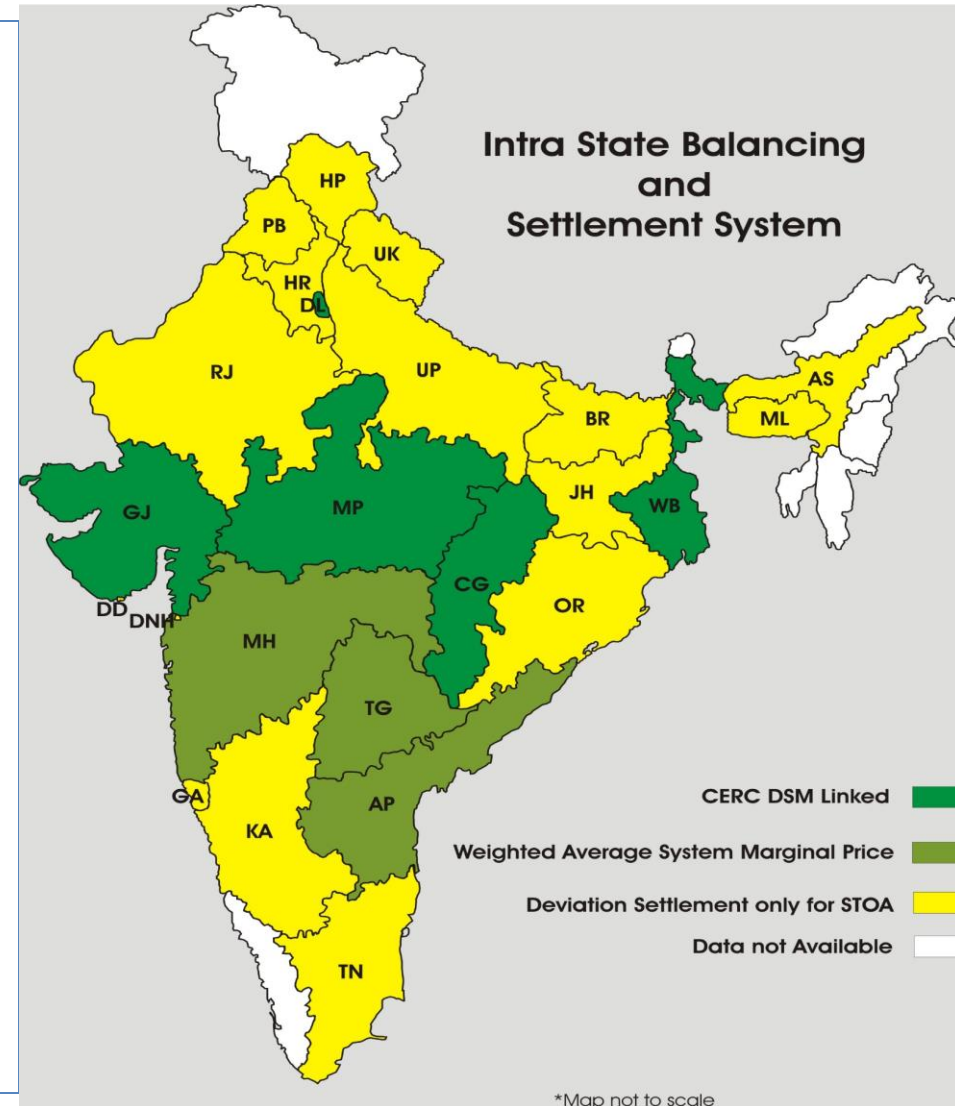 Intra State Balancing
and
Settlement System
HP
PB
UK
HR
DL
RJ
UP
AS
BR
ML
JH
GJ
MP
WB
CG
OR
DD
DNH
MH
TG
GA
AP
KA
TN
CERC DSM Linked
Weighted Average System Marginal Price
Deviation Settlement only for STOA
Data not Available
*Map not to scale